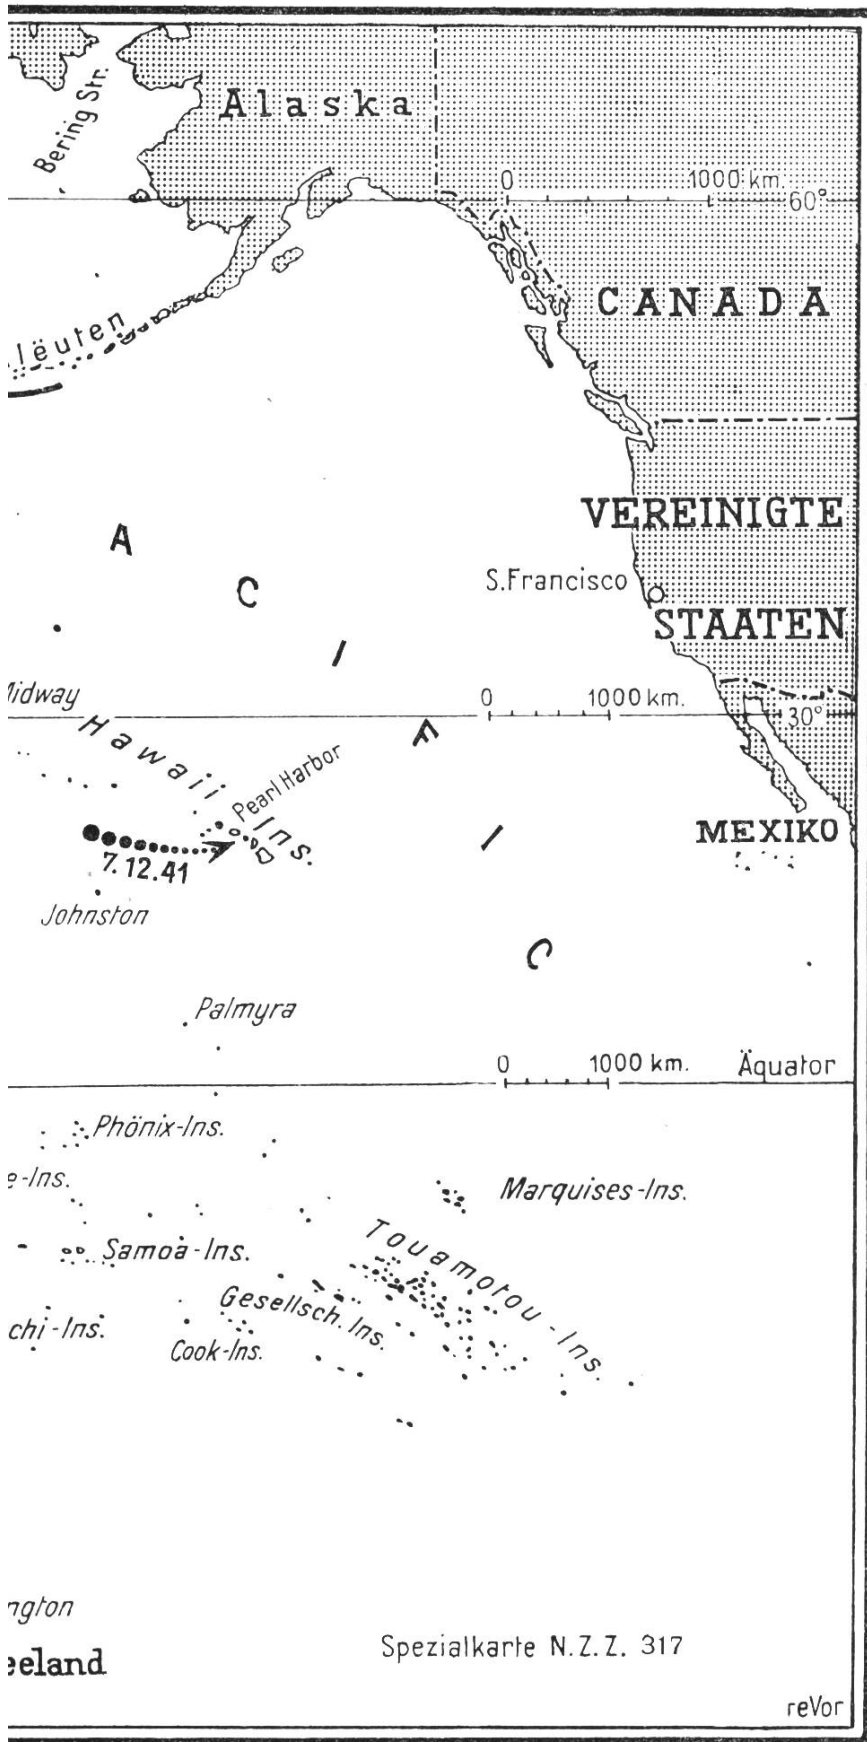 Alaska
Bering Str.
0 1000 km.
60°
CANADA
lëuten
VEREINIGTE
A
C
S.Francisco
STAATEN
I
Midway
0 1000 km.
30°
F
Hawaii Ins.
Pearl Harbor
MEXIKO
I
7.12.41
Johnston
C
Palmyra
0 1000 km. Äquator
Phönix-Ins.
e-Ins.
Marquises-Ins.
Samoa-Ins.
Touamotou-Ins.
Gesellsch. Ins.
chi-Ins.
Cook-Ins.
ngton
eeland
Spezialkarte N.Z.Z. 317
reVor